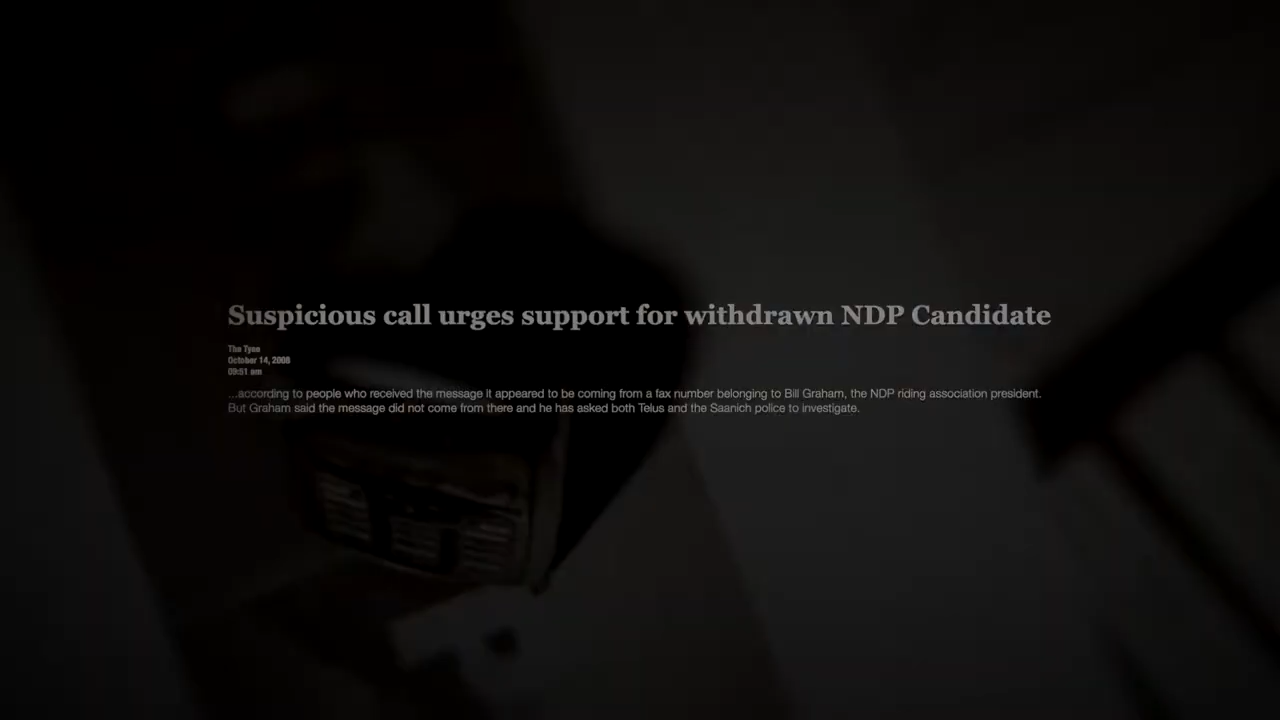 Suspicious call urges support for withdrawn NDP Candidate
The Tyee
October 14, 2008
09:51 am
...according to people who received the message it appeared to be coming from a fax number belonging to Bill Graham, the NDP riding association president.
But Graham said the message did not come from there and he has asked both Telus and the Saanich police to investigate.